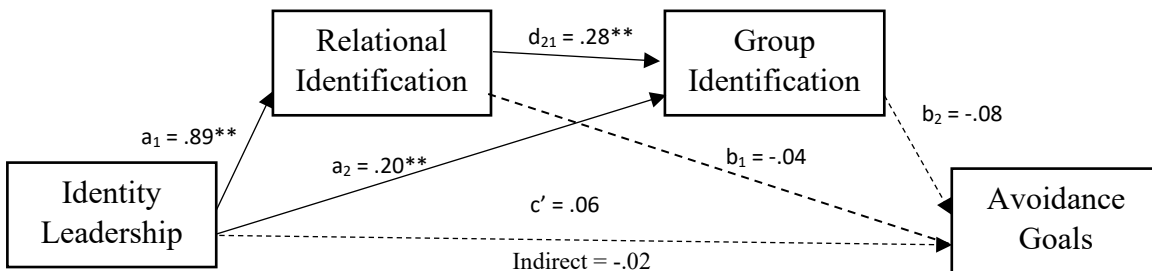 Relational
Identification
d21 = .28**
Group
Identification
a1 = .89**
b2 = -.08
a2 = .20**
b1 = -.04
Identity
Leadership
c’ = .06
Avoidance
Goals
Indirect = -.02